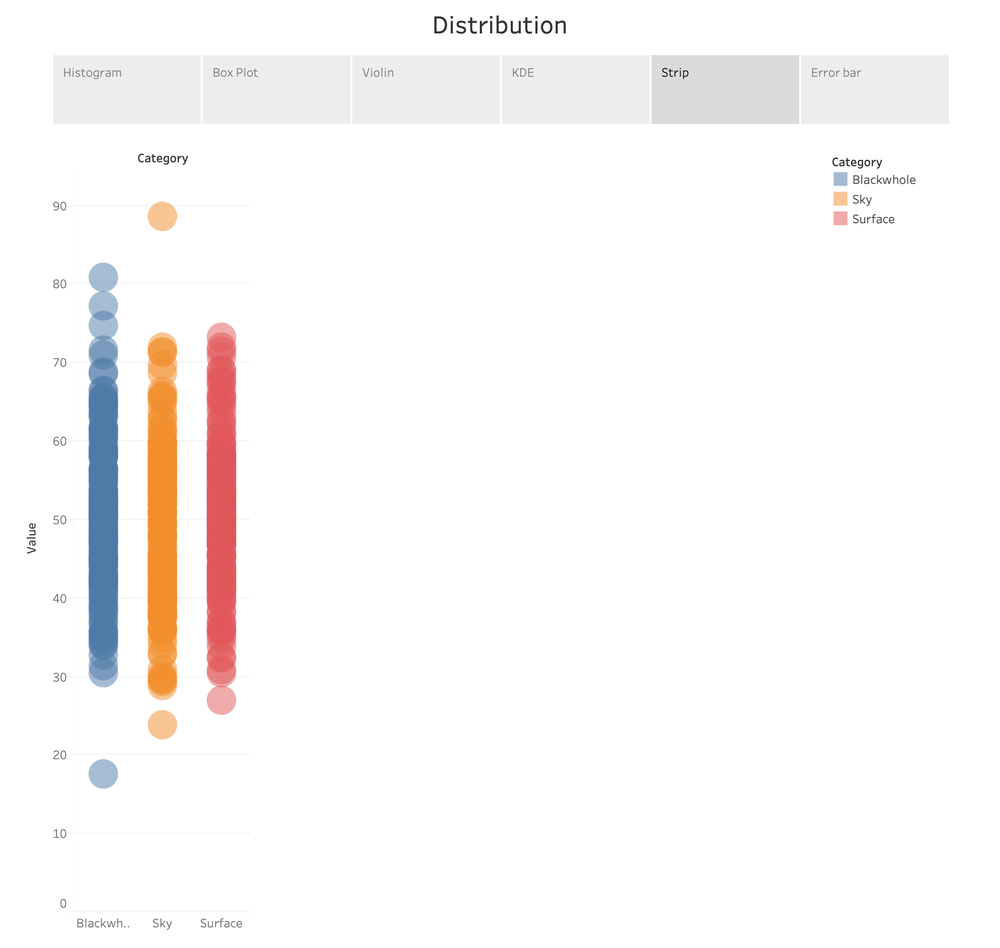 Distribution
Histogram
Box Plot
Violin
KDE
Strip
Error bar
Category
Category
Blackwhole
Sky
Surface
90
80
70
60
50
40
30
20
10
0
Value
Blackwh..
Sky
Surface